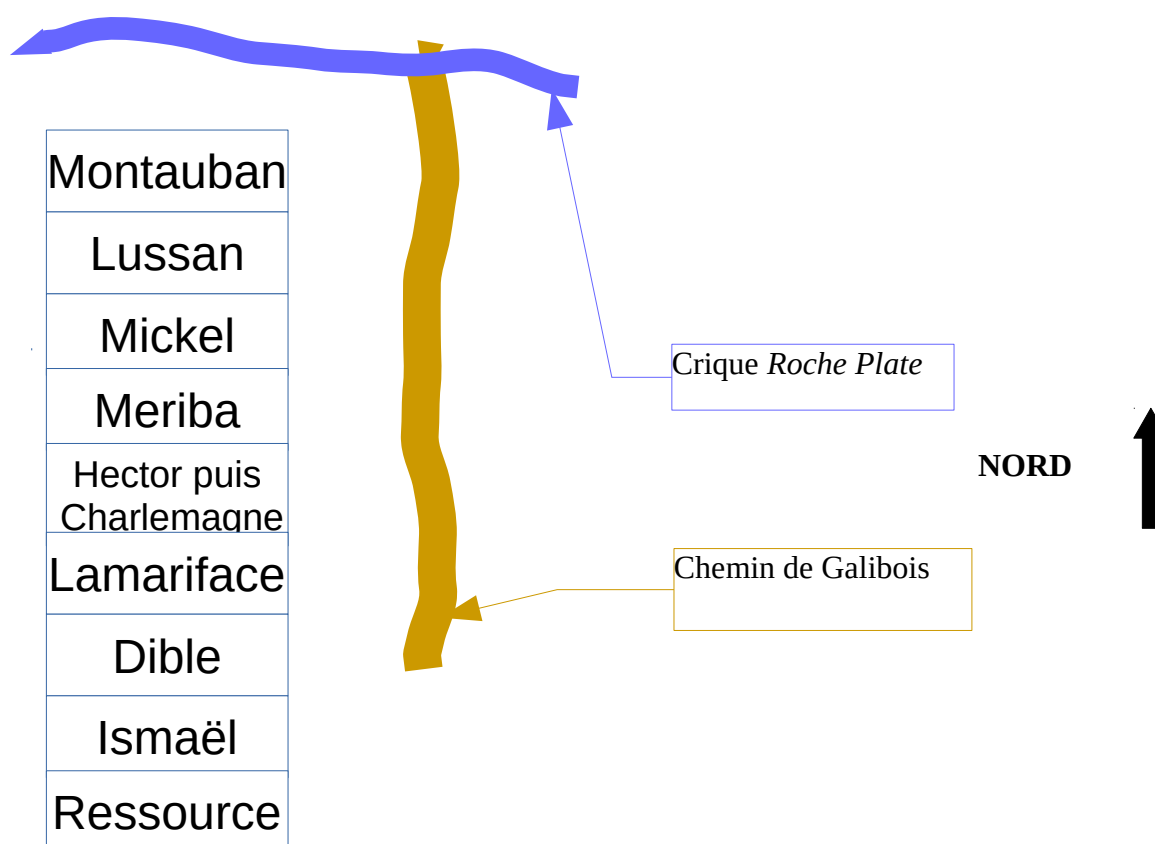 Montauban
Lussan
Mickel
Meriba
Hector puis
Charlemagne
Lamariface
Dible
Ismaël
Ressource
Crique Roche Plate
NORD
Chemin de Galibois